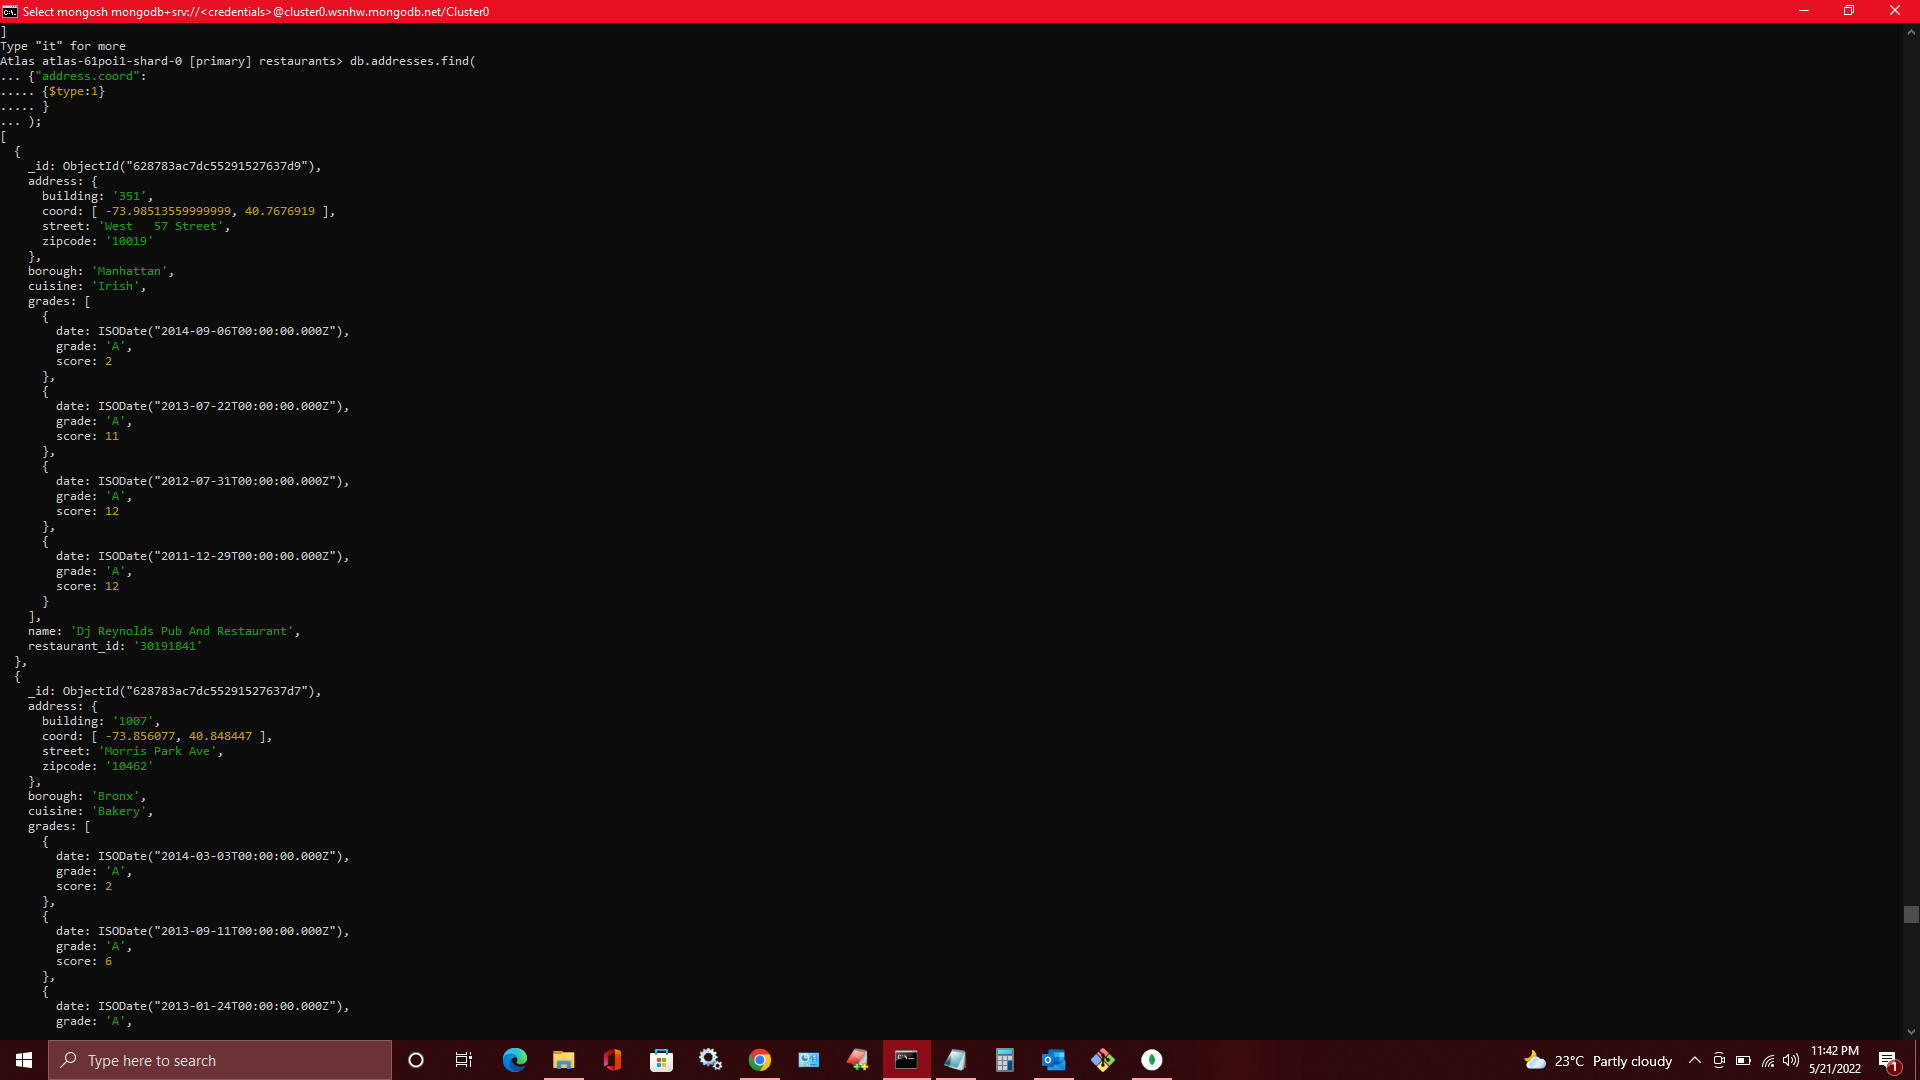 Select mongosh mongodb+srv://<credentials>@cluster0.wsnhw.mongodb.net/Cluster0
]
Type "it" for more
Atlas atlas-61poi1-shard-0 [primary] restaurants> db.addresses.find(
... {"address.coord":
..... {$type:1}
..... }
... );
[
  {
    _id: ObjectId("628783ac7dc55291527637d9"),
    address: {
      building: '351',
      coord: [ -73.98513559999999, 40.7676919 ],
      street: 'West   57 Street',
      zipcode: '10019'
    },
    borough: 'Manhattan',
    cuisine: 'Irish',
    grades: [
      {
        date: ISODate("2014-09-06T00:00:00.000Z"),
        grade: 'A',
        score: 2
      },
      {
        date: ISODate("2013-07-22T00:00:00.000Z"),
        grade: 'A',
        score: 11
      },
      {
        date: ISODate("2012-07-31T00:00:00.000Z"),
        grade: 'A',
        score: 12
      },
      {
        date: ISODate("2011-12-29T00:00:00.000Z"),
        grade: 'A',
        score: 12
      }
    ],
    name: 'Dj Reynolds Pub And Restaurant',
    restaurant_id: '30191841'
  },
  {
    _id: ObjectId("628783ac7dc55291527637d7"),
    address: {
      building: '1007',
      coord: [ -73.856077, 40.848447 ],
      street: 'Morris Park Ave',
      zipcode: '10462'
    },
    borough: 'Bronx',
    cuisine: 'Bakery',
    grades: [
      {
        date: ISODate("2014-03-03T00:00:00.000Z"),
        grade: 'A',
        score: 2
      },
      {
        date: ISODate("2013-09-11T00:00:00.000Z"),
        grade: 'A',
        score: 6
      },
      {
        date: ISODate("2013-01-24T00:00:00.000Z"),
        grade: 'A',
Type here to search
23°C Partly cloudy
11:42 PM
5/21/2022
1